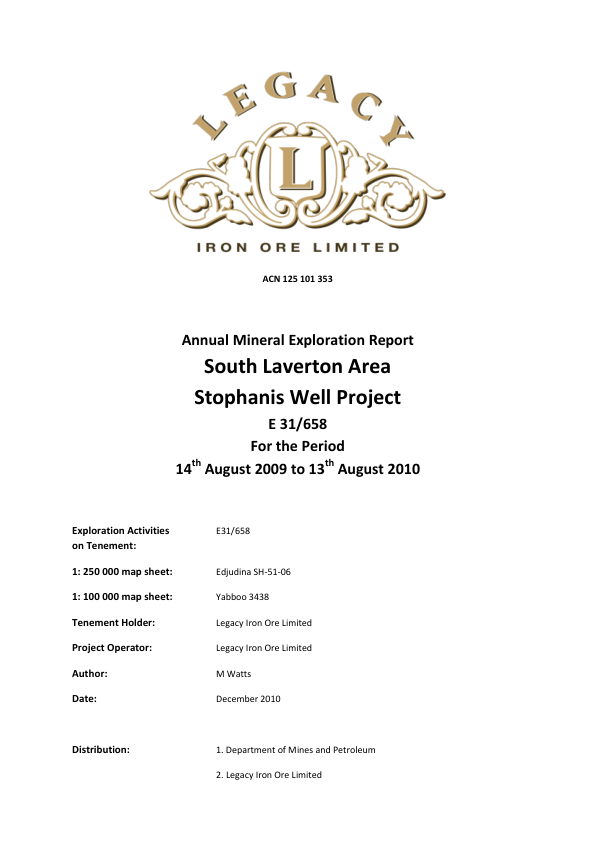 LEGACY
L
IRON ORE LIMITED
ACN 125 101 353
Annual Mineral Exploration Report
South Laverton Area
Stophanis Well Project
E 31/658
For the Period
14th August 2009 to 13th August 2010
Exploration Activities E31/658
on Tenement:
1: 250 000 map sheet: Edjudina SH-51-06
1: 100 000 map sheet: Yabboo 3438
Tenement Holder: Legacy Iron Ore Limited
Project Operator: Legacy Iron Ore Limited
Author: M Watts
Date: December 2010
Distribution: 1. Department of Mines and Petroleum
2. Legacy Iron Ore Limited